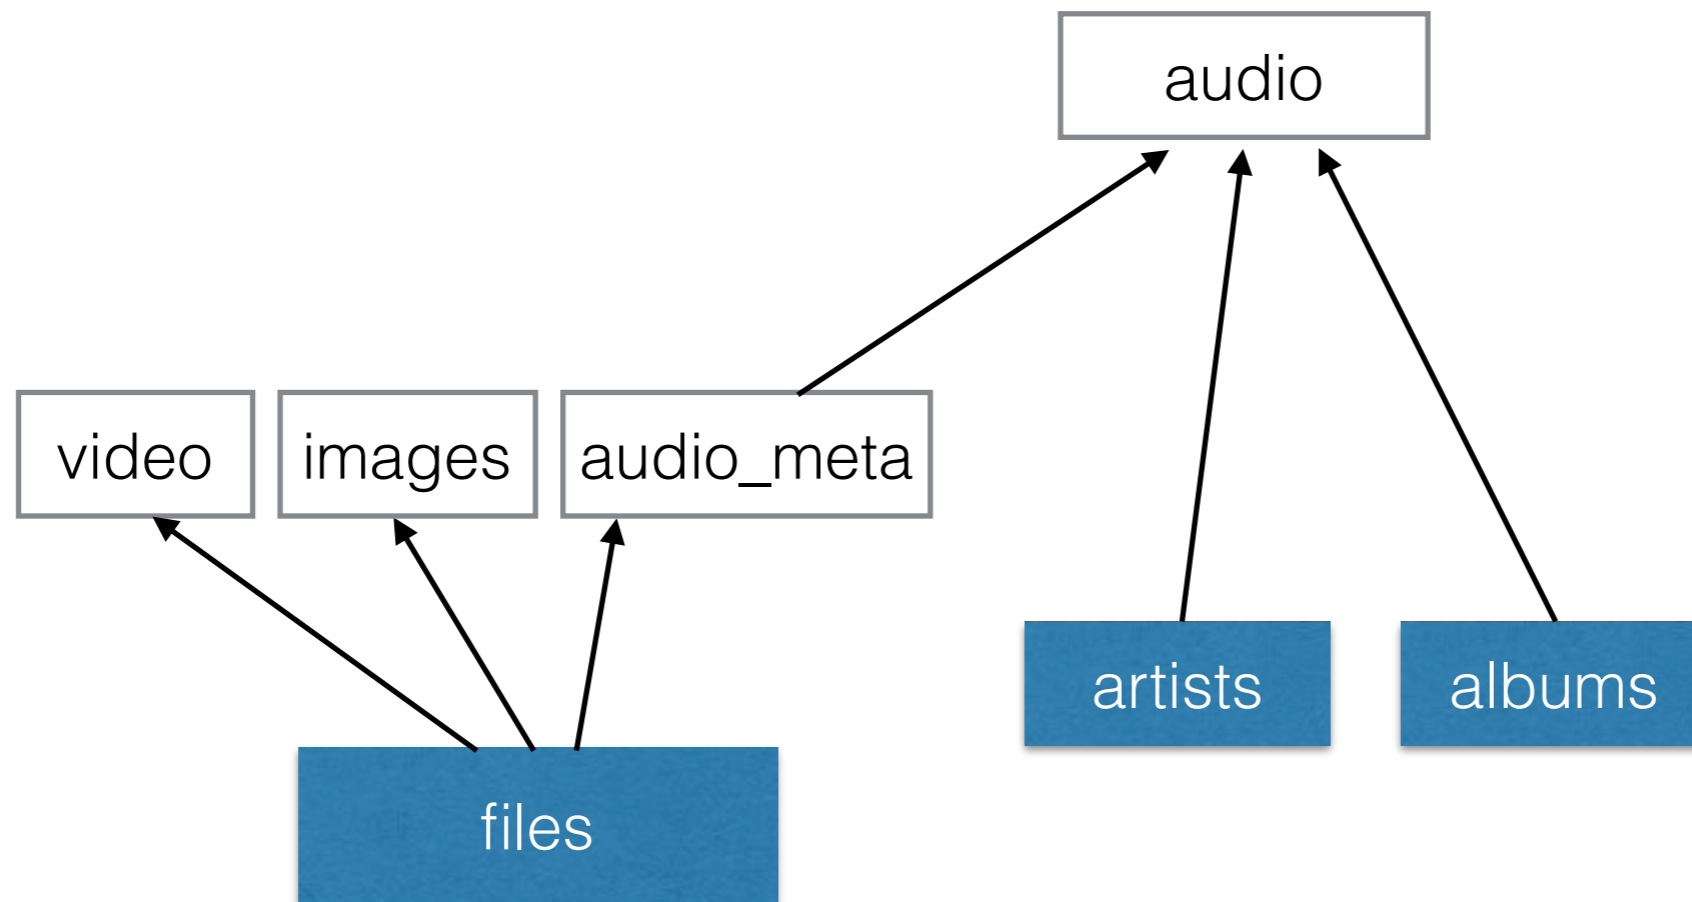 audio
video
images
audio_meta
artists
albums
files